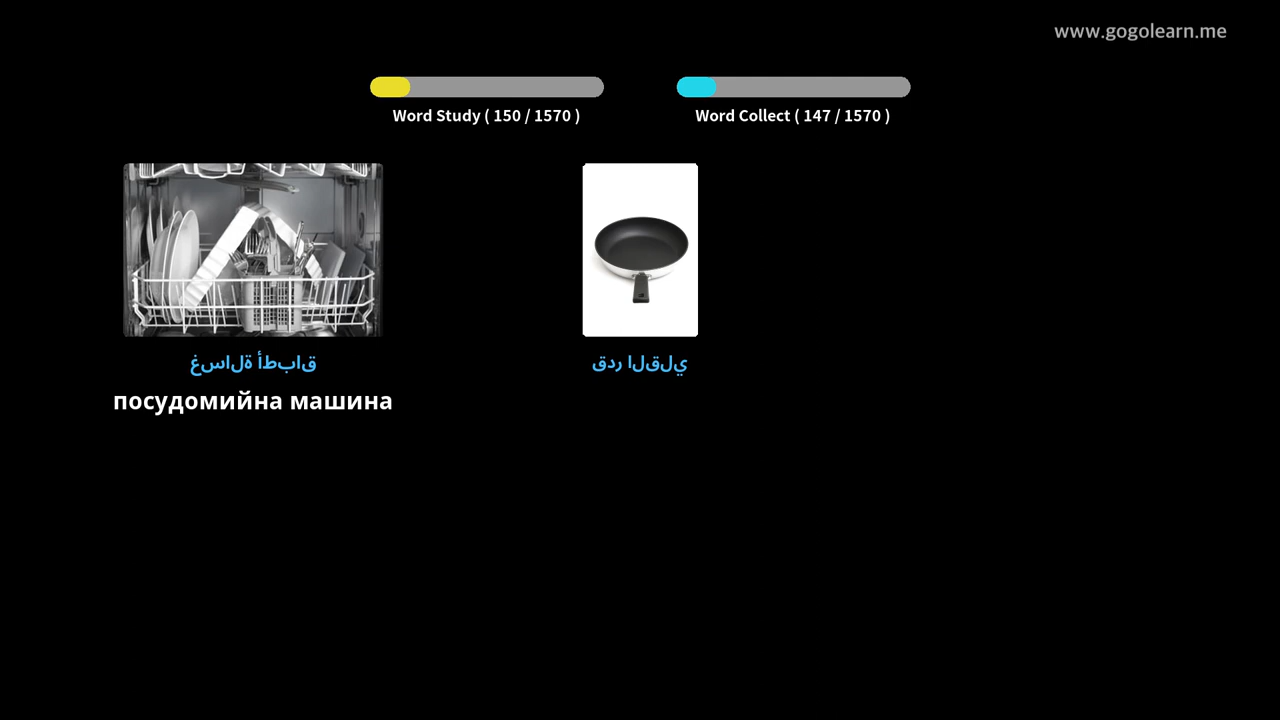 www.gogolearn.me
Word Study ( 150 / 1570 )
Word Collect ( 147 / 1570 )
غسالة أطباق
قدر القلي
посудомийна машина